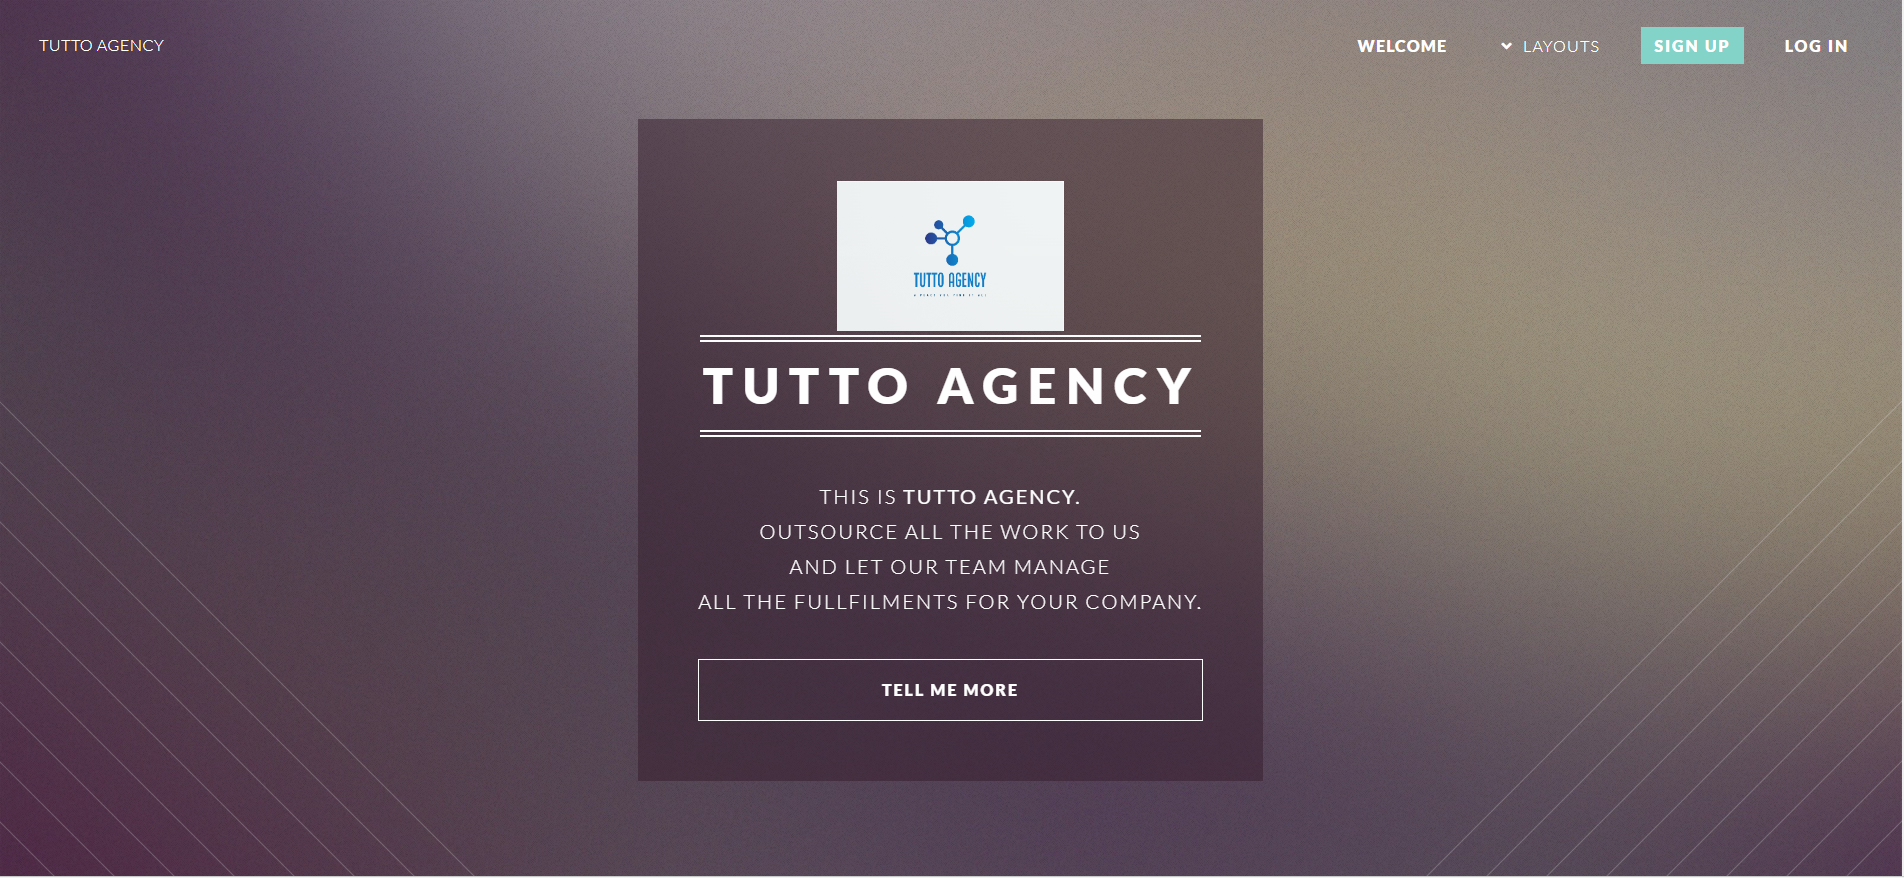 TUTTO AGENCY
WELCOME
LAYOUTS
SIGN UP
LOG IN
TUTTO AGENCY
TUTTO AGENCY
THIS IS TUTTO AGENCY.
OUTSOURCE ALL THE WORK TO US
AND LET OUR TEAM MANAGE
ALL THE FULLFILMENTS FOR YOUR COMPANY.
TELL ME MORE